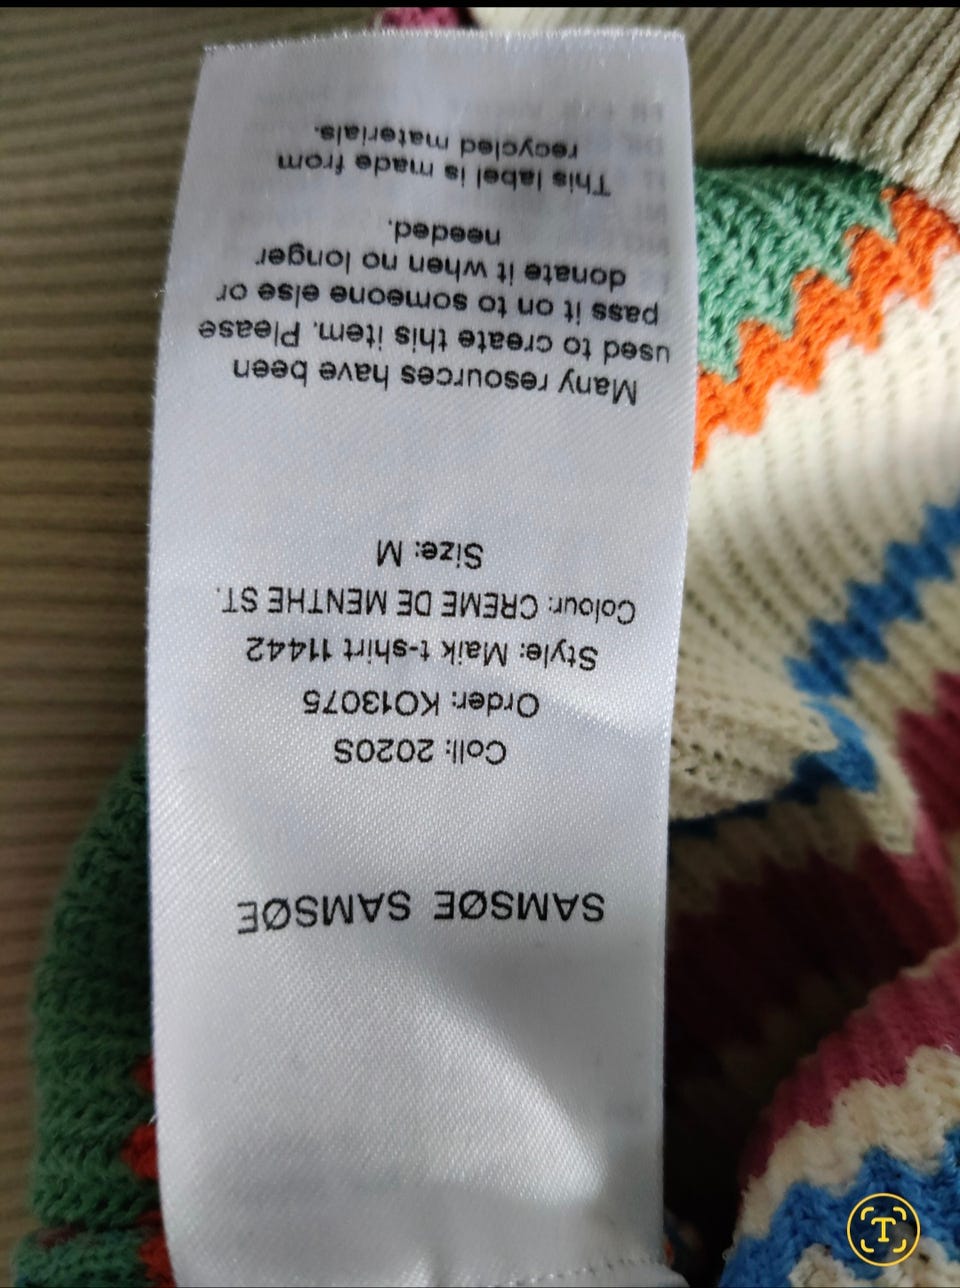 SAMSØE SAMSØE
Coll: 2020S
Order: KO13075
Style: Maik t-shirt 11442
Colour: CREME DE MENTHE ST.
Size: M
Many resources have been
used to create this item. Please
pass it on to someone else or
donate it when no longer
needed.
This label is made from
recycled materials.
T